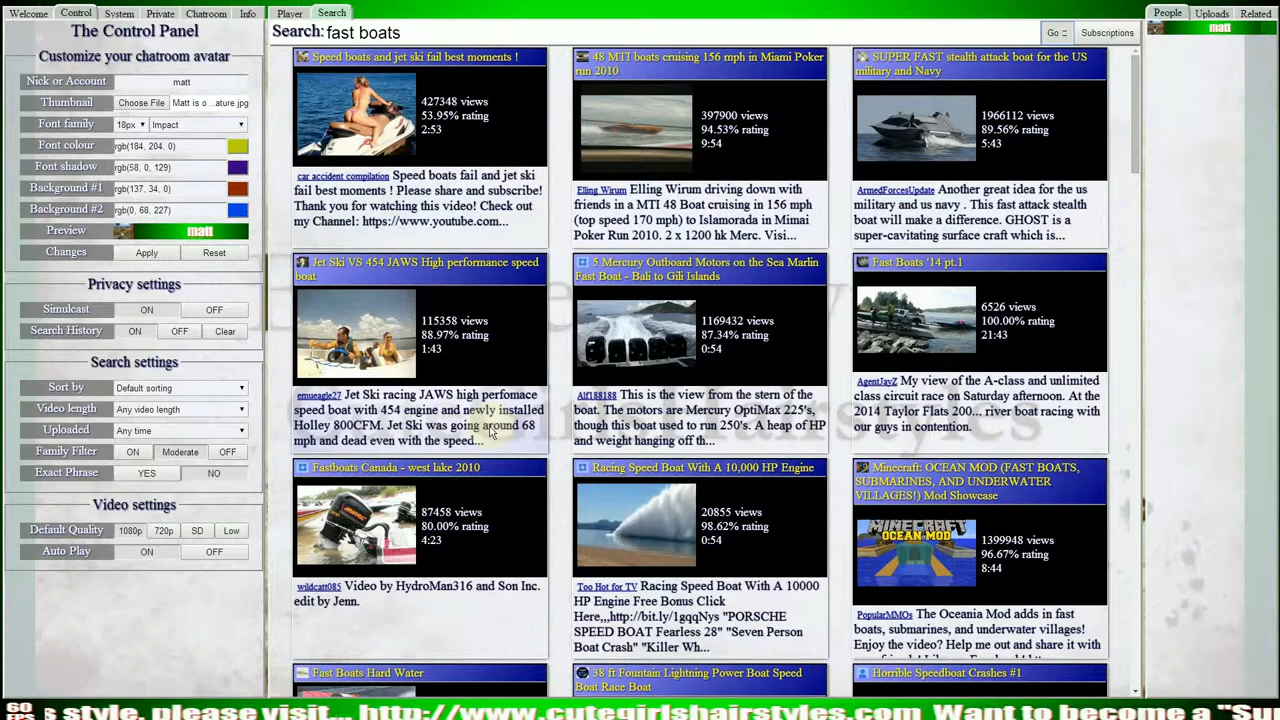 Welcome Control System Private Chatroom Info Player Search People Uploads Related
The Control Panel
Customize your chatroom avatar
Nick or Account matt
Thumbnail Choose File Matt is o...ature.jpg
Font family 18px Impact
Font colour rgb(184, 204, 0)
Font shadow rgb(58, 0, 129)
Background #1 rgb(137, 34, 0)
Background #2 rgb(0, 68, 227)
Preview matt
Changes Apply Reset
Privacy settings
Simulcast ON OFF
Search History ON OFF Clear
Search settings
Sort by Default sorting
Video length Any video length
Uploaded Any time
Family Filter ON Moderate OFF
Exact Phrase YES NO
Video settings
Default Quality 1080p 720p SD Low
Auto Play ON OFF
Search: fast boats Go Subscriptions
matt
Speed boats and jet ski fail best moments !
427348 views
53.95% rating
2:53
car accident compilation Speed boats fail and jet ski
fail best moments ! Please share and subscribe!
Thank you for watching this video! Check out
my Channel: https://www.youtube.com...
48 MTI boats cruising 156 mph in Miami Poker
run 2010
397900 views
94.53% rating
9:54
Elling Wirum Elling Wirum driving down with
friends in a MTI 48 Boat cruising in 156 mph
(top speed 170 mph) to Islamorada in Mimai
Poker Run 2010. 2 x 1200 hk Merc. Visi...
SUPER FAST stealth attack boat for the US
military and Navy
1966112 views
89.56% rating
5:43
ArmedForcesUpdate Another great idea for the us
military and us navy . This fast attack stealth
boat will make a difference. GHOST is a
super-cavitating surface craft which is...
Jet Ski VS 454 JAWS High performance speed
boat
115358 views
88.97% rating
1:43
emueagle27 Jet Ski racing JAWS high perfomace
speed boat with 454 engine and newly installed
Holley 800CFM. Jet Ski was going around 68
mph and dead even with the speed...
5 Mercury Outboard Motors on the Sea Marlin
Fast Boat - Bali to Gili Islands
1169432 views
87.34% rating
0:54
Alf188188 This is the view from the stern of the
boat. The motors are Mercury OptiMax 225's,
though this boat used to run 250's. A heap of HP
and weight hanging off th...
Fast Boats '14 pt.1
6526 views
100.00% rating
21:43
AgentJayZ My view of the A-class and unlimited
class circuit race on Saturday afternoon. At the
2014 Taylor Flats 200... river boat racing with
our guys in contention.
Fastboats Canada - west lake 2010
87458 views
80.00% rating
4:23
wildcatt085 Video by HydroMan316 and Son Inc.
edit by Jenn.
Racing Speed Boat With A 10,000 HP Engine
20855 views
98.62% rating
0:54
Too Hot for TV Racing Speed Boat With A 10000
HP Engine Free Bonus Click
Here,,,http://bit.ly/1gqqNys "PORSCHE
SPEED BOAT Fearless 28" "Seven Person
Boat Crash" "Killer Wh...
Minecraft: OCEAN MOD (FAST BOATS,
SUBMARINES, AND UNDERWATER
VILLAGES!) Mod Showcase
MINECRAFT
OCEAN MOD
1399948 views
96.67% rating
8:44
PopularMMOs The Oceania Mod adds in fast
boats, submarines, and underwater villages!
Enjoy the video? Help me out and share it with
Fast Boats Hard Water
38 ft Fountain Lightning Power Boat Speed
Boat Race Boat
Horrible Speedboat Crashes #1
60
FPS
s style, please visit... http://www.cutegirlshairstyles.com Want to become a "Su